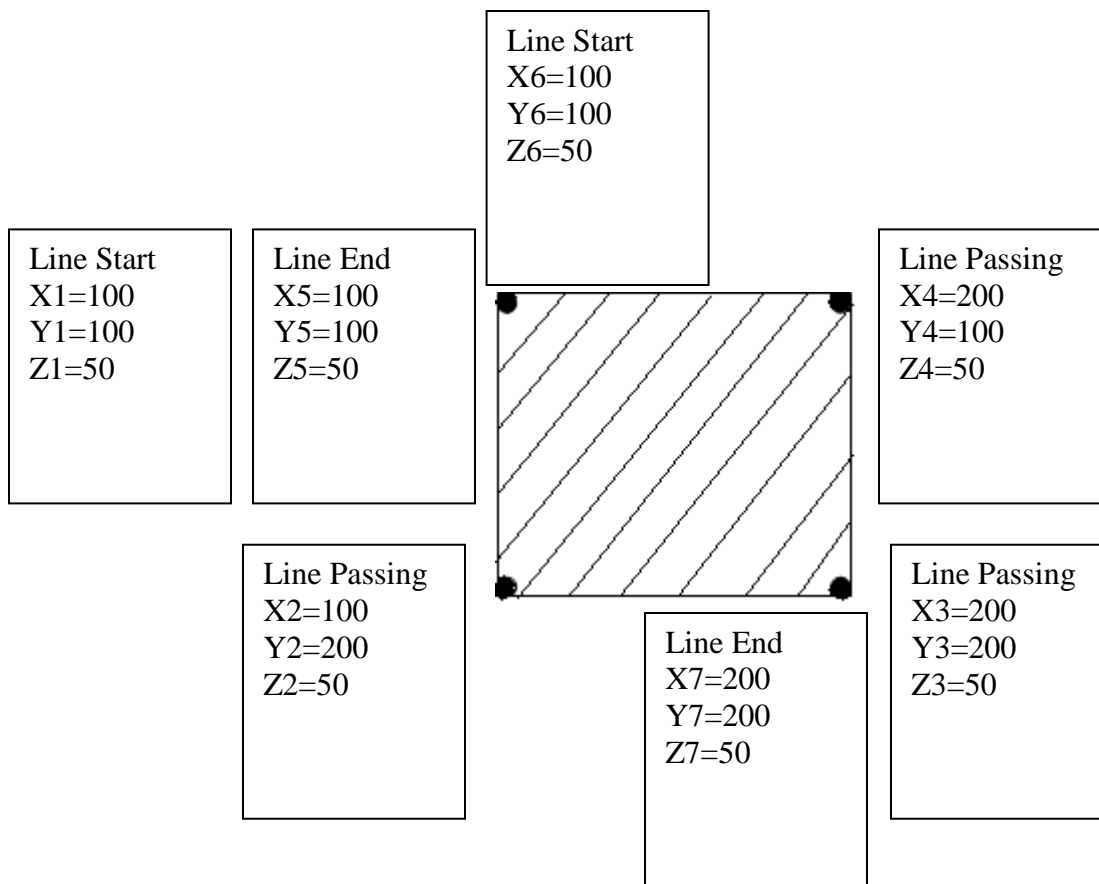 Line Start
X6=100
Y6=100
Z6=50
Line Start
X1=100
Y1=100
Z1=50
Line End
X5=100
Y5=100
Z5=50
Line Passing
X4=200
Y4=100
Z4=50
Line Passing
X2=100
Y2=200
Z2=50
Line End
X7=200
Y7=200
Z7=50
Line Passing
X3=200
Y3=200
Z3=50